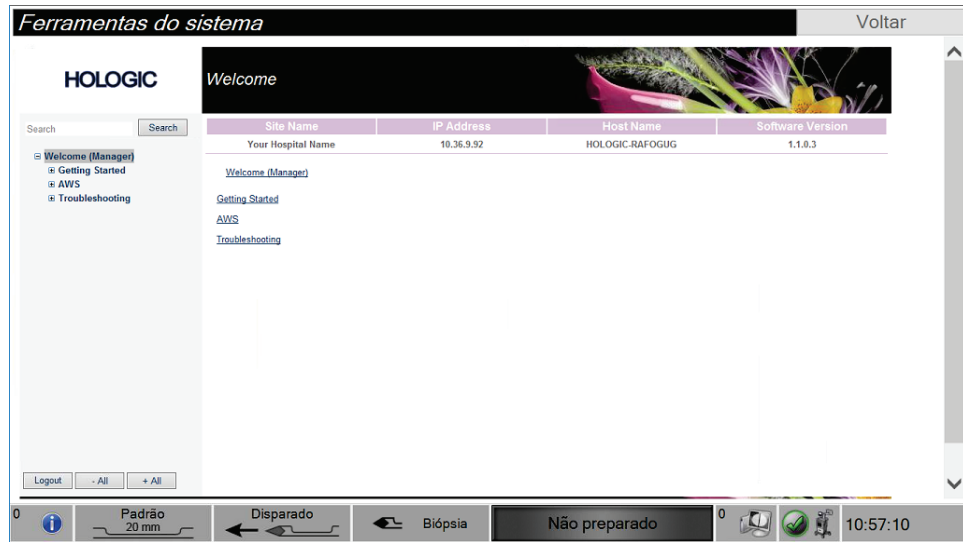 Ferramentas do sistema
Voltar
HOLOGIC
Welcome
Search
Search
Site Name IP Address Host Name Software Version
Your Hospital Name 10.36.9.92 HOLOGIC-RAFOGUG 1.1.0.3
Welcome (Manager)
Getting Started
AWS
Troubleshooting
Welcome (Manager)
Getting Started
AWS
Troubleshooting
Logout
- All
+ All
0
Padrão
20 mm
Disparado
Biópsia
Não preparado
0
10:57:10